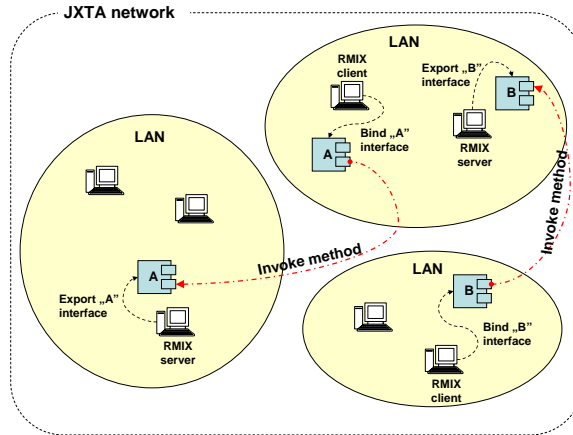 JXTA network
LAN
RMIX
client
Export „B”
interface
B
Bind „A”
interface
A
RMIX
server
LAN
A
Export „A”
interface
RMIX
server
Invoke method
Invoke method
LAN
B
Bind „B”
interface
RMIX
client